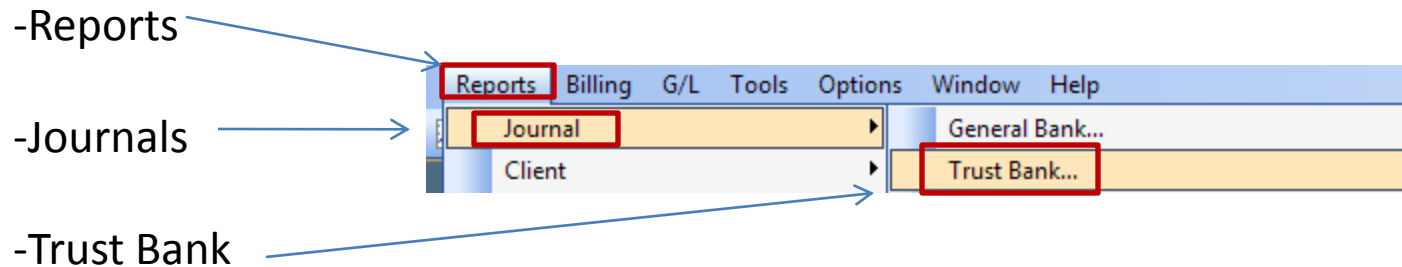 -Reports
Reports Billing G/L Tools Options Window Help
-Journals
Journal General Bank...
Client Trust Bank...
-Trust Bank